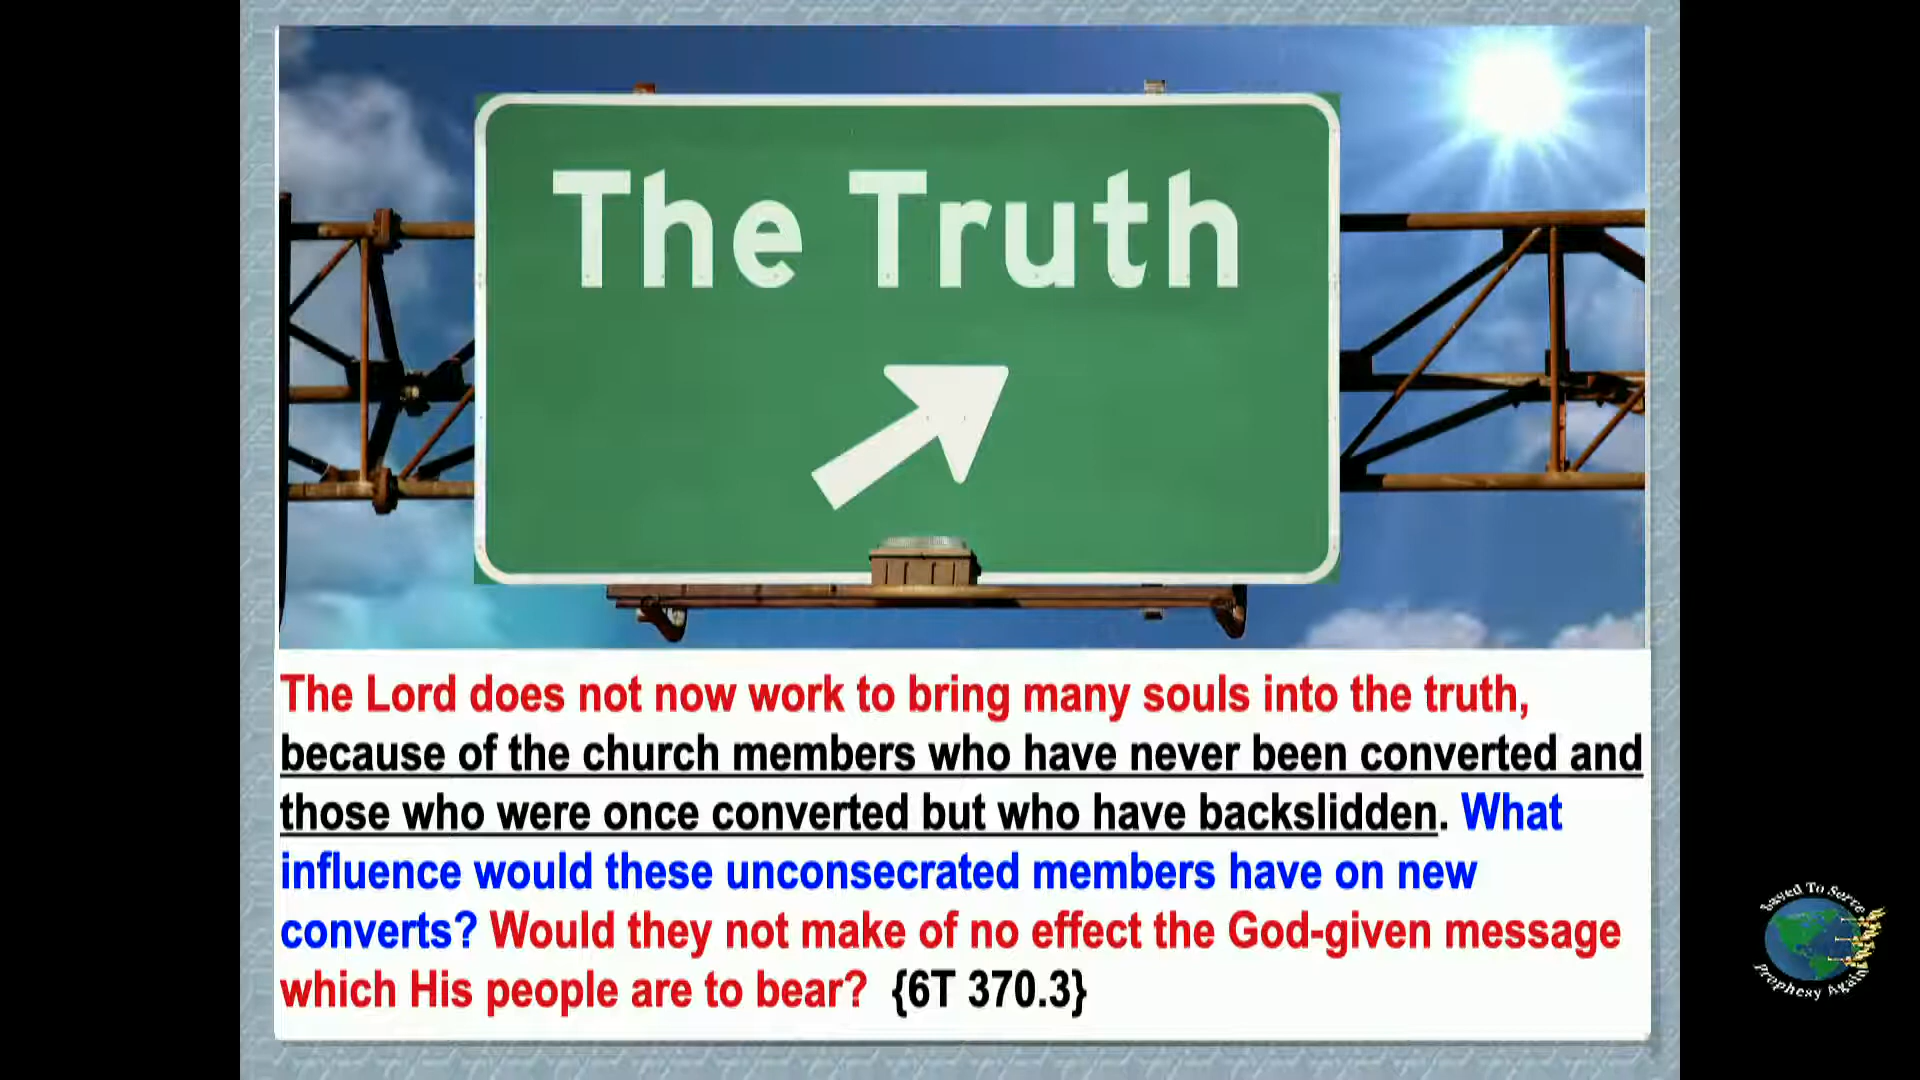 The Truth
The Lord does not now work to bring many souls into the truth,
because of the church members who have never been converted and
those who were once converted but who have backslidden. What
influence would these unconsecrated members have on new
converts? Would they not make of no effect the God-given message
which His people are to bear? {6T 370.3}
To Serve
Prophesy Again